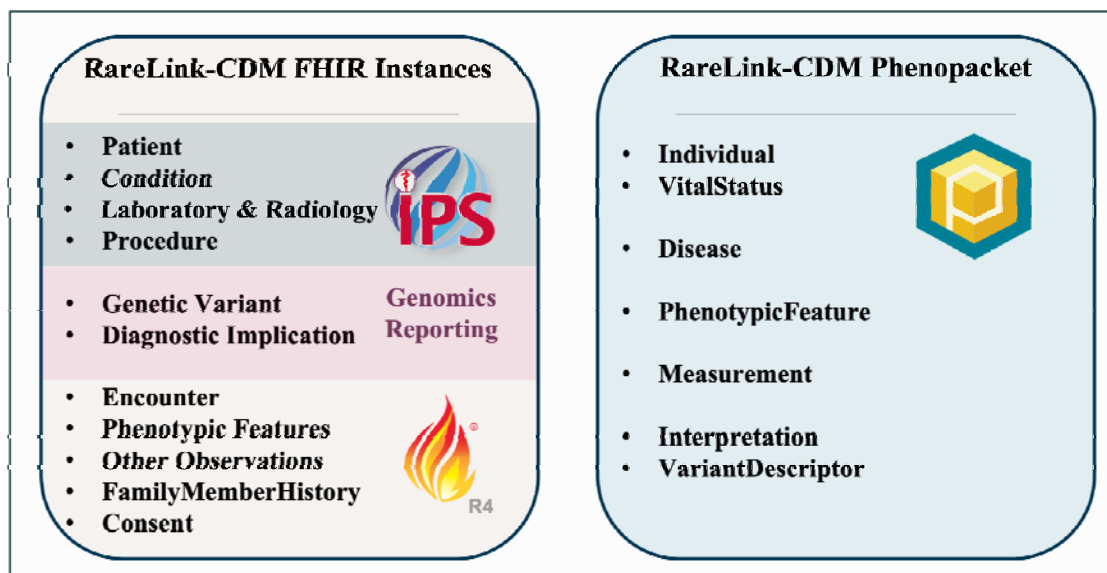 RareLink-CDM FHIR Instances
• Patient
• Condition
• Laboratory & Radiology
• Procedure
iPS
• Genetic Variant
• Diagnostic Implication
Genomics
Reporting
• Encounter
• Phenotypic Features
• Other Observations
• FamilyMemberHistory
• Consent
®
R4
RareLink-CDM Phenopacket
• Individual
• VitalStatus
• Disease
• PhenotypicFeature
• Measurement
• Interpretation
• VariantDescriptor
P